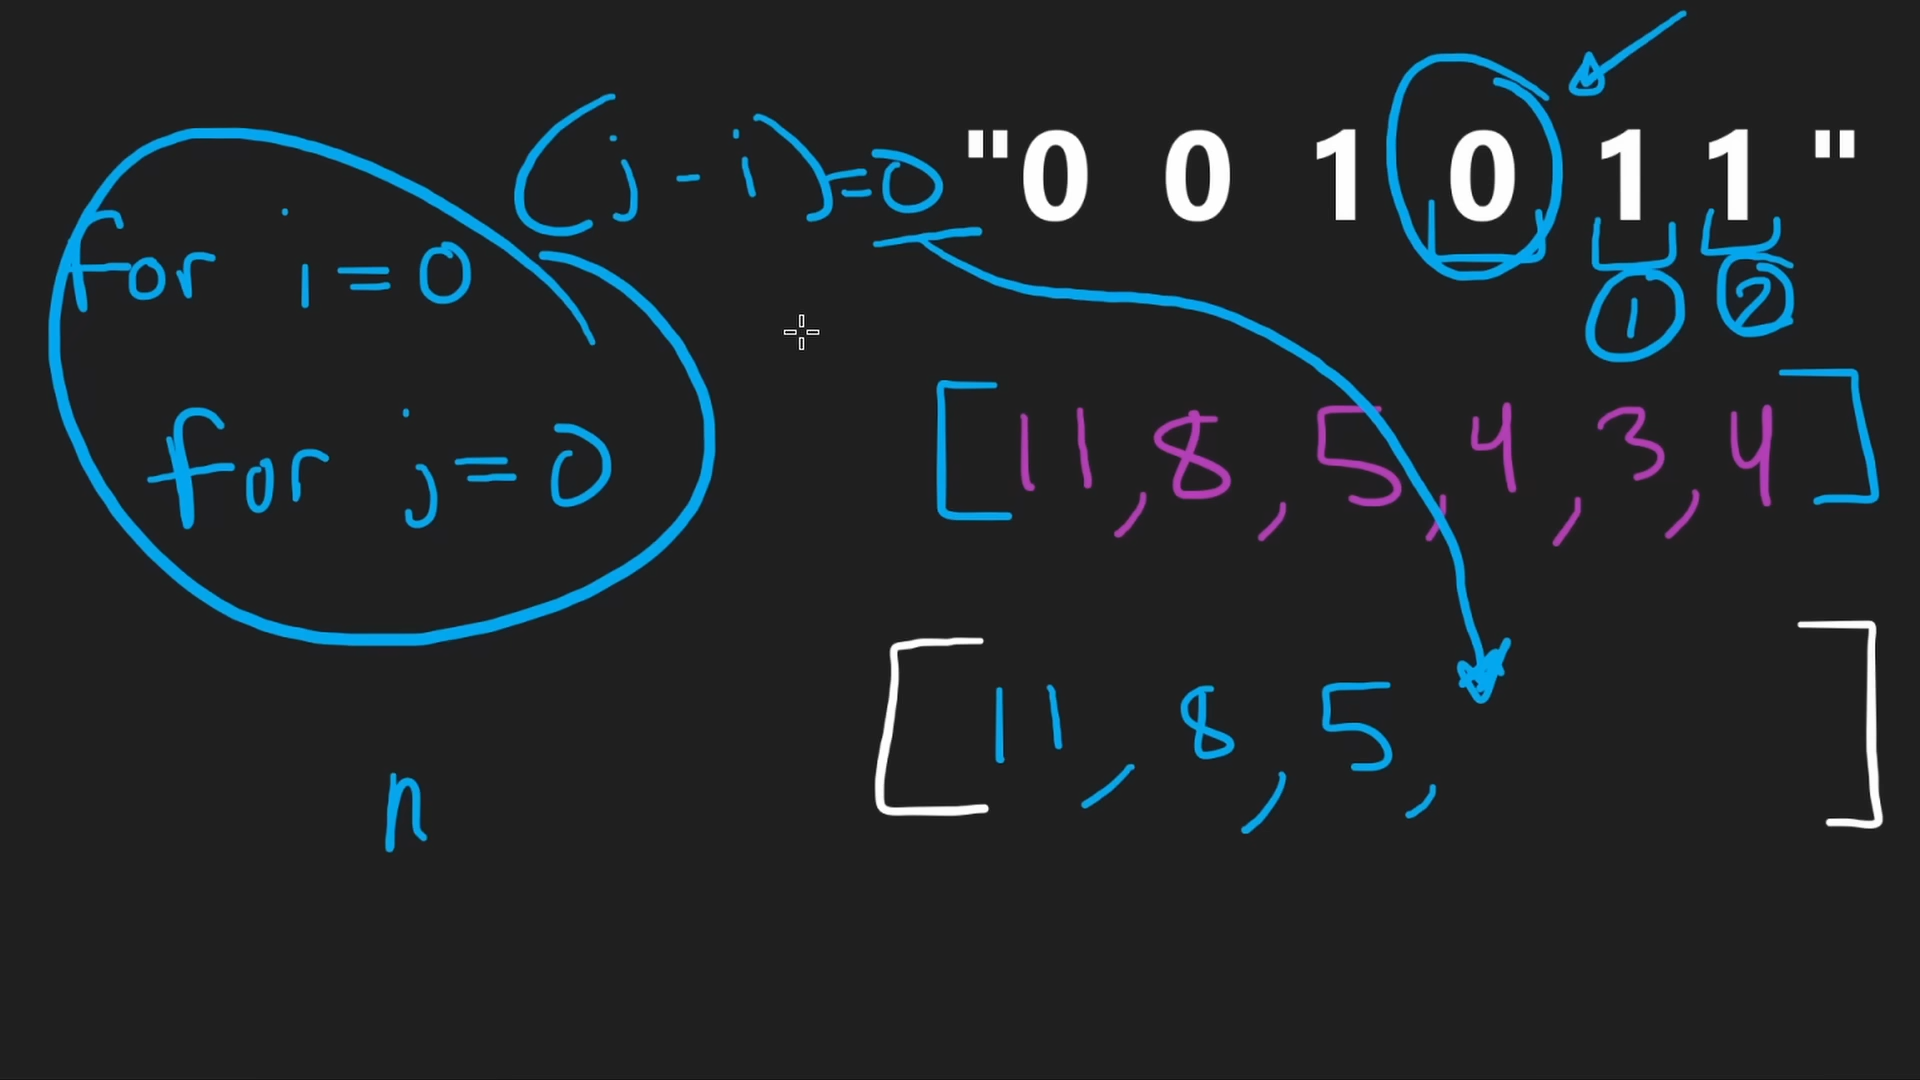 (j - i) = 0 "0 0 1 0 1 1"
for i = 0
1 2
for j = 0
[11, 8, 5, 4, 3, 4]
[11, 8, 5, ]
n